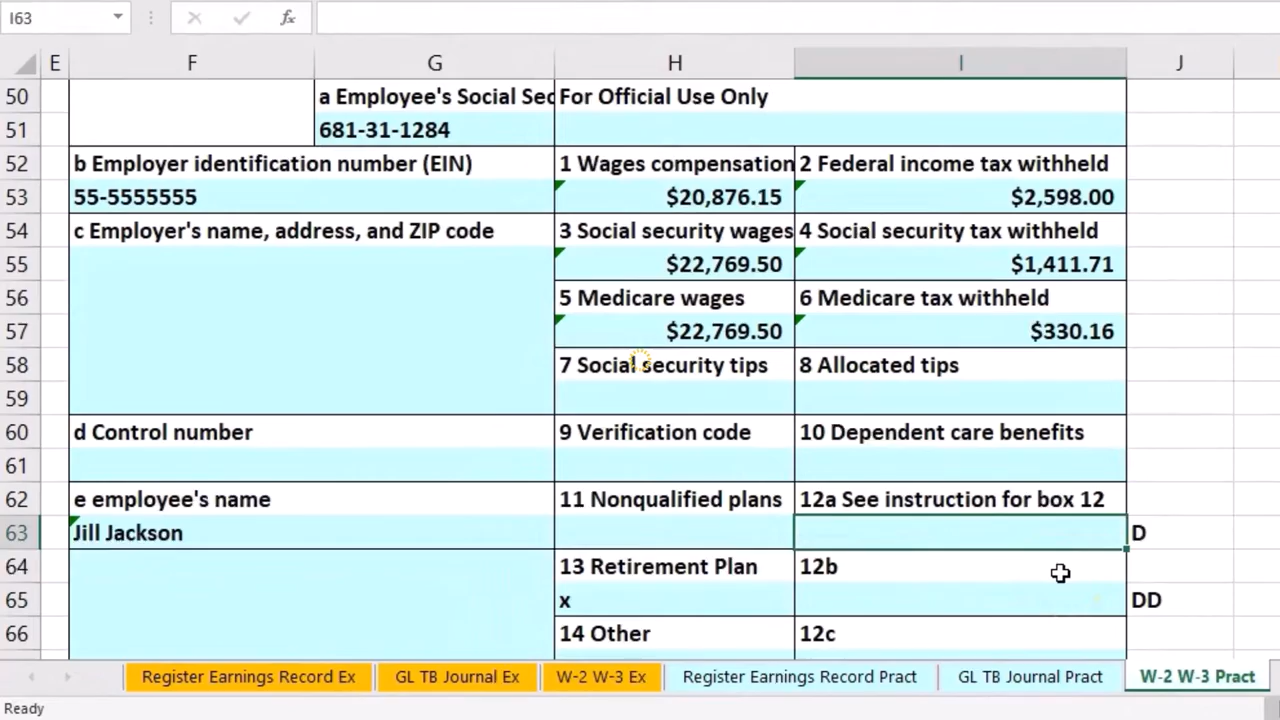 I63
fx
E F G H I J
50 a Employee's Social Sec For Official Use Only
51 681-31-1284
52 b Employer identification number (EIN) 1 Wages compensation 2 Federal income tax withheld
53 55-5555555 $20,876.15 $2,598.00
54 c Employer's name, address, and ZIP code 3 Social security wages 4 Social security tax withheld
55 $22,769.50 $1,411.71
56 5 Medicare wages 6 Medicare tax withheld
57 $22,769.50 $330.16
58 7 Social security tips 8 Allocated tips
59
60 d Control number 9 Verification code 10 Dependent care benefits
61
62 e employee's name 11 Nonqualified plans 12a See instruction for box 12
63 Jill Jackson D
64 13 Retirement Plan 12b
65 x DD
66 14 Other 12c
Register Earnings Record Ex GL TB Journal Ex W-2 W-3 Ex Register Earnings Record Pract GL TB Journal Pract W-2 W-3 Pract
Ready